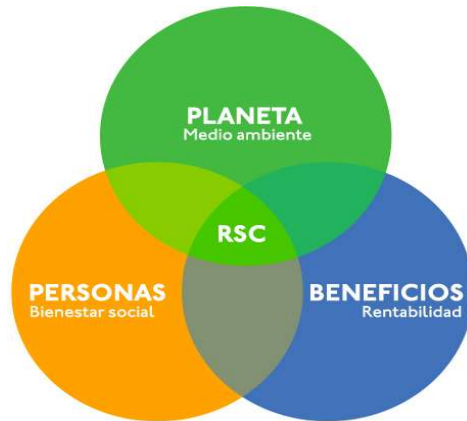 PLANETA
Medio ambiente
RSC
PERSONAS
Bienestar social
BENEFICIOS
Rentabilidad